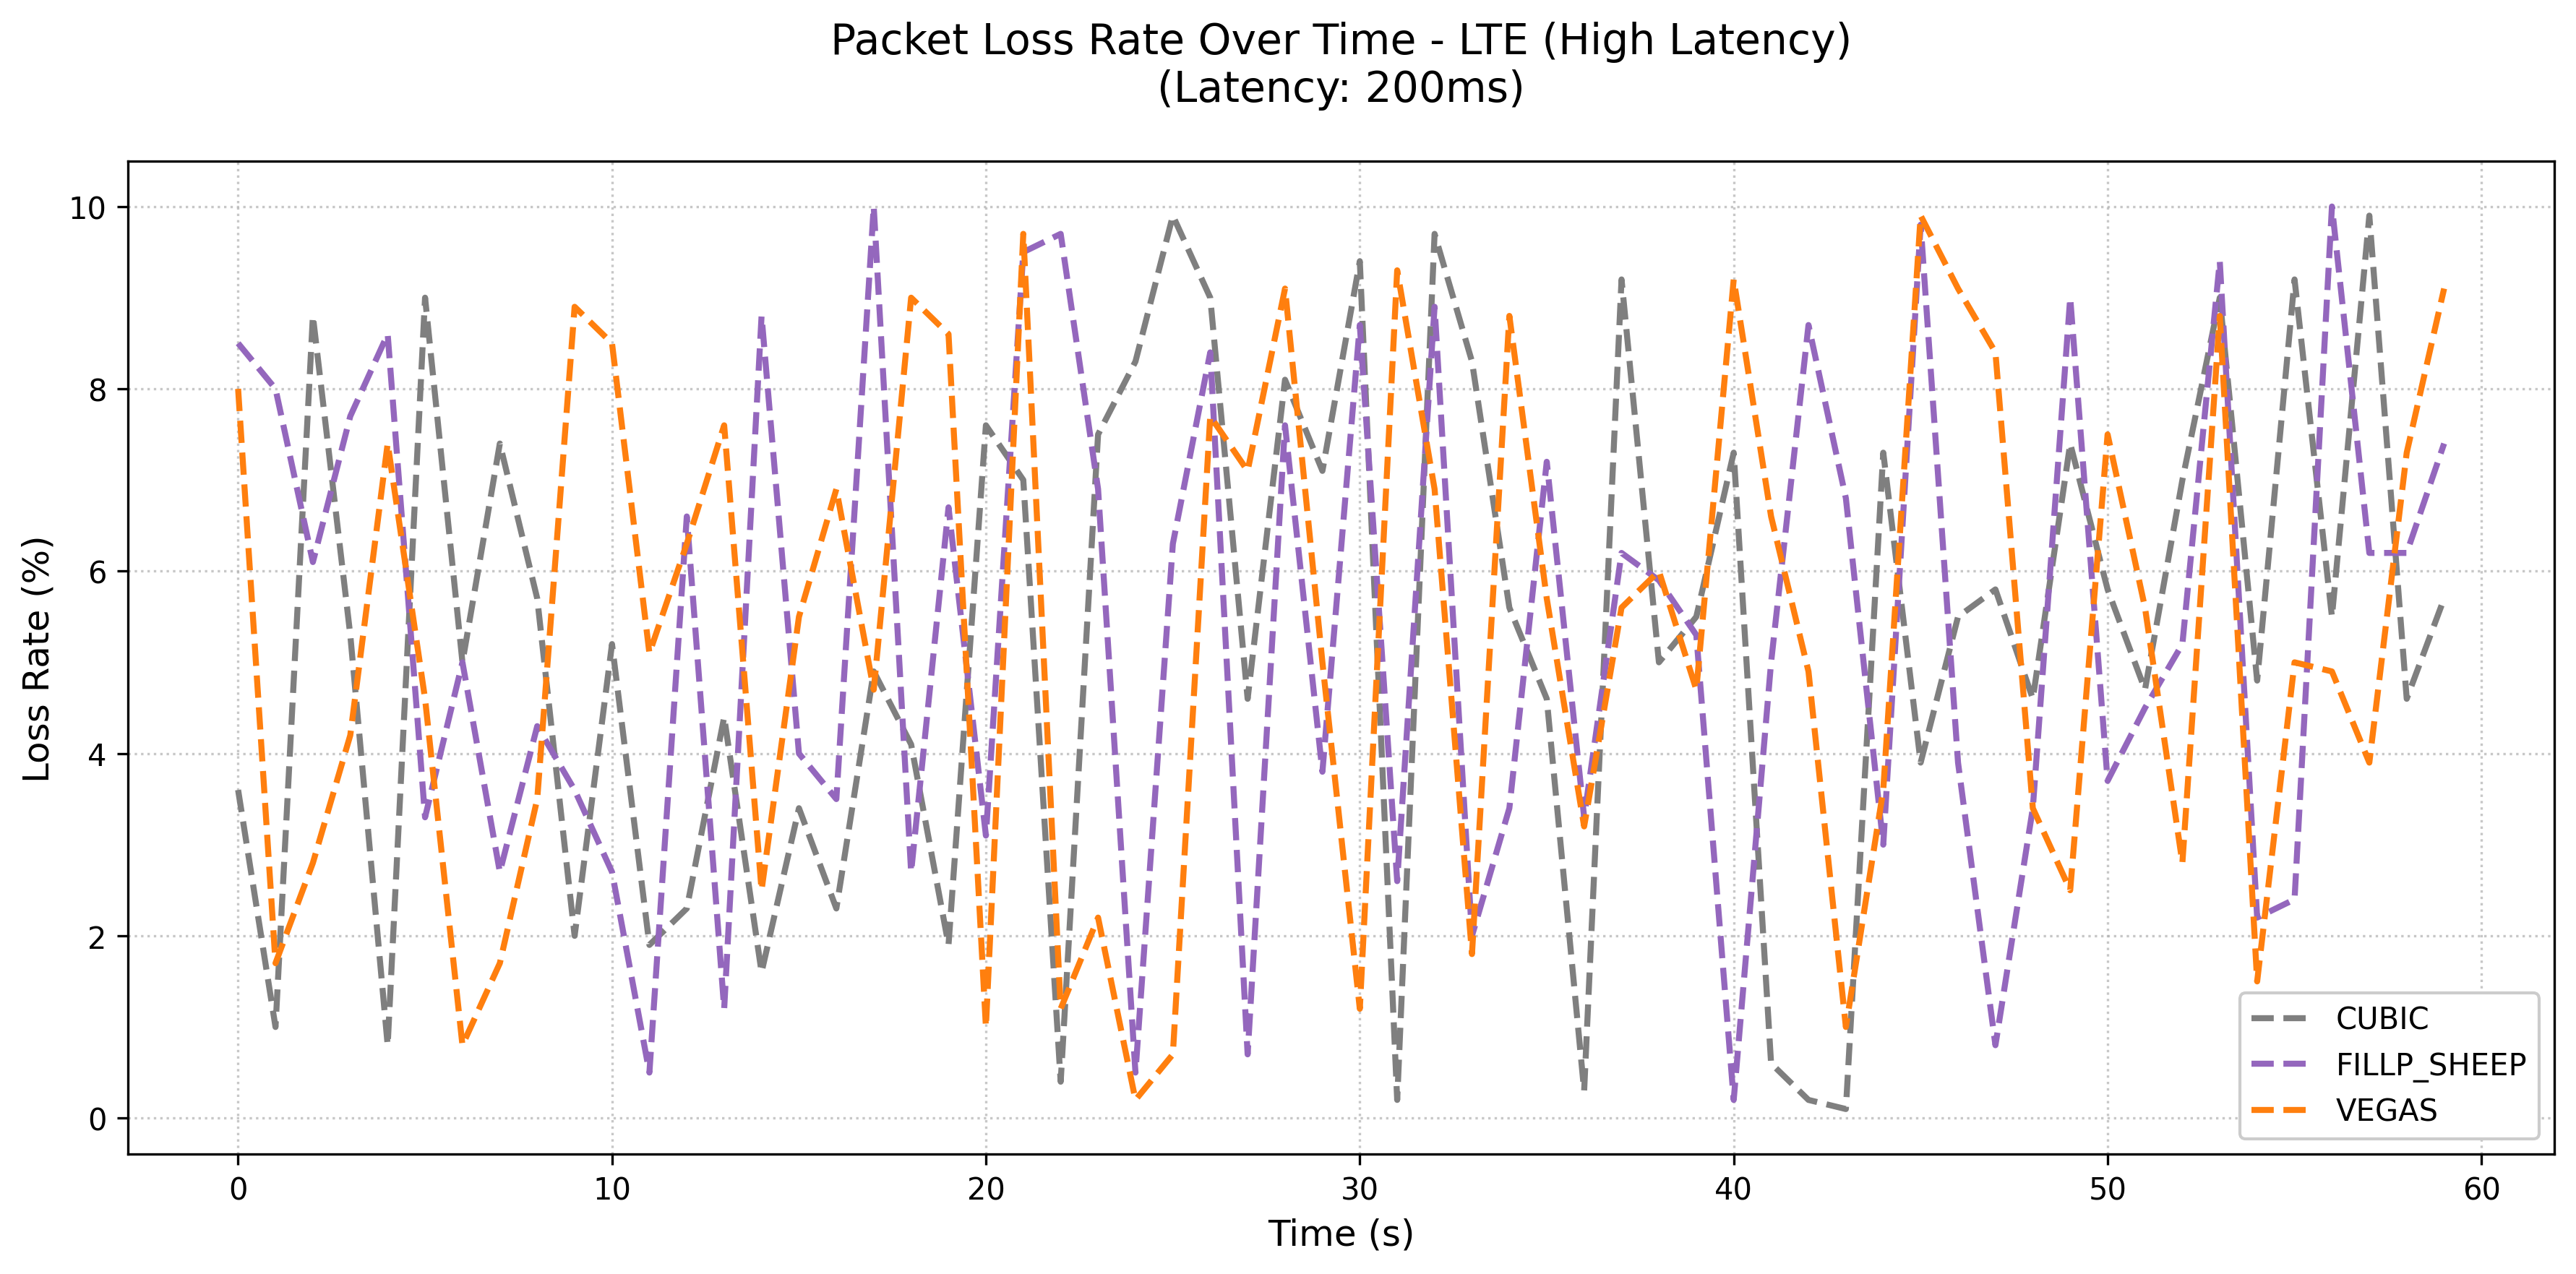 Packet Loss Rate Over Time - LTE (High Latency)
(Latency: 200ms)
Loss Rate (%)
10
8
6
4
2
0
0
10
20
30
40
50
60
Time (s)
CUBIC
FILLP_SHEEP
VEGAS